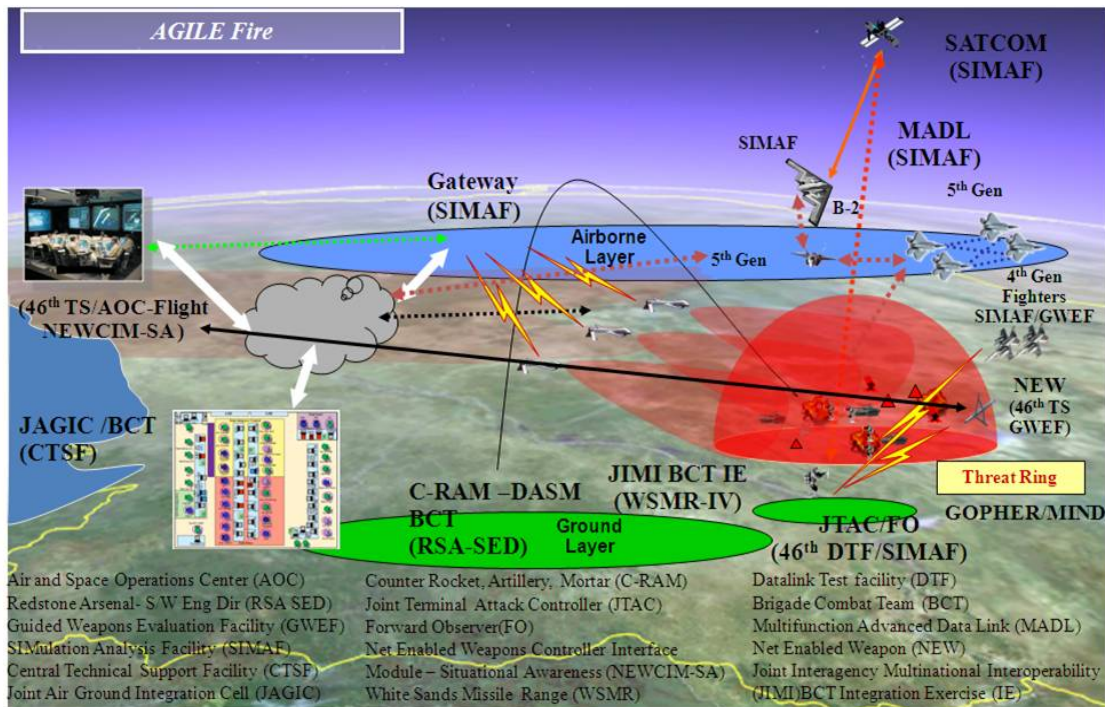 AGILE Fire
SATCOM
(SIMAF)
SIMAF
MADL
(SIMAF)
Gateway
(SIMAF)
5th Gen
B-2
Airborne
Layer
5th Gen
4th Gen
Fighters
SIMAF/GWEF
(46th TS/AOC-Flight
NEWCIM-SA)
NEW
(46th TS
GWEF)
JAGIC /BCT
(CTSF)
JIMI BCT IE
(WSMR-IV)
Threat Ring
C-RAM –DASM
BCT
(RSA-SED)
GOPHER/MIND
Ground
Layer
JTAC/FO
(46th DTF/SIMAF)
Air and Space Operations Center (AOC)
Redstone Arsenal- S/W Eng Dir (RSA SED)
Guided Weapons Evaluation Facility (GWEF)
SIMulation Analysis Facility (SIMAF)
Central Technical Support Facility (CTSF)
Joint Air Ground Integration Cell (JAGIC)
Counter Rocket, Artillery, Mortar (C-RAM)
Joint Terminal Attack Controller (JTAC)
Forward Observer(FO)
Net Enabled Weapons Controller Interface
Module – Situational Awareness (NEWCIM-SA)
White Sands Missile Range (WSMR)
Datalink Test facility (DTF)
Brigade Combat Team (BCT)
Multifunction Advanced Data Link (MADL)
Net Enabled Weapon (NEW)
Joint Interagency Multinational Interoperability
(JIMI)BCT Integration Exercise (IE)